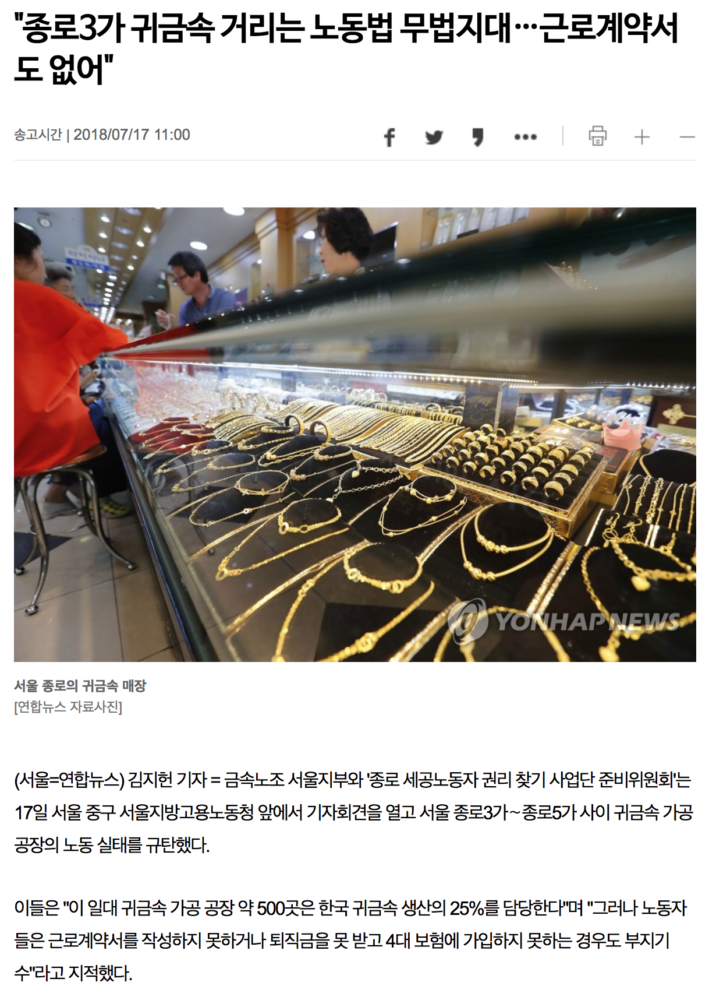 "종로3가 귀금속 거리는 노동법 무법지대…근로계약서
도 없어"
송고시간 | 2018/07/17 11:00
YONHAP NEWS
서울 종로의 귀금속 매장
[연합뉴스 자료사진]
(서울=연합뉴스) 김지헌 기자 = 금속노조 서울지부와 '종로 세공노동자 권리 찾기 사업단 준비위원회'는
17일 서울 중구 서울지방고용노동청 앞에서 기자회견을 열고 서울 종로3가∼종로5가 사이 귀금속 가공
공장의 노동 실태를 규탄했다.
이들은 "이 일대 귀금속 가공 공장 약 500곳은 한국 귀금속 생산의 25%를 담당한다"며 "그러나 노동자
들은 근로계약서를 작성하지 못하거나 퇴직금을 못 받고 4대 보험에 가입하지 못하는 경우도 부지기
수"라고 지적했다.